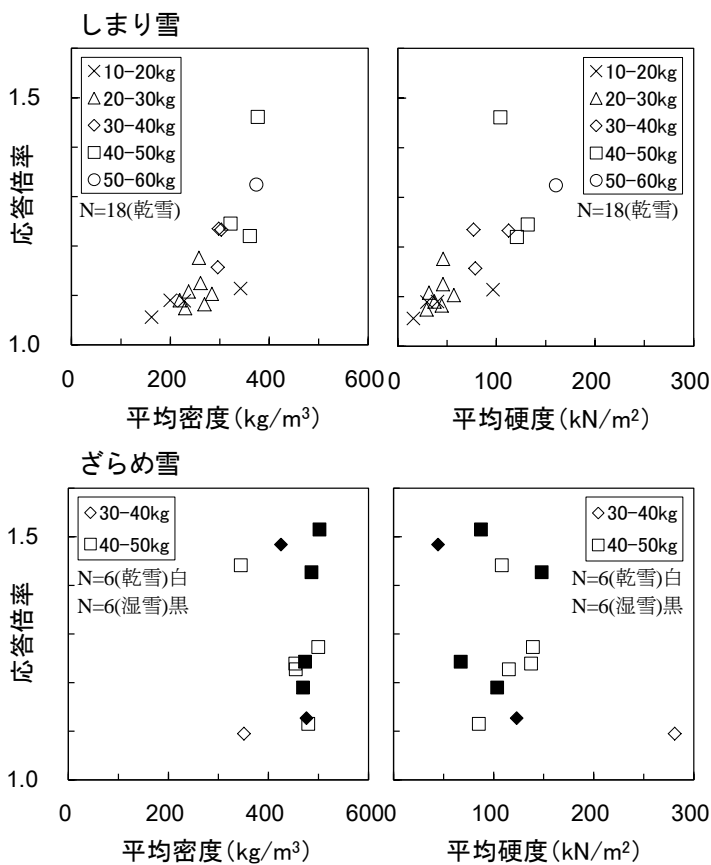 しまり雪
応答倍率
1.5
1.0
×10-20kg
△20-30kg
◇30-40kg
□40-50kg
○50-60kg
N=18(乾雪)
0 200 400 600
平均密度(kg/m³)
×10-20kg
△20-30kg
◇30-40kg
□40-50kg
○50-60kg
N=18(乾雪)
0 100 200 300
平均硬度(kN/m²)
ざらめ雪
応答倍率
1.5
1.0
◇30-40kg
□40-50kg
N=6(乾雪)白
N=6(湿雪)黒
0 200 400 600
平均密度(kg/m³)
◇30-40kg
□40-50kg
N=6(乾雪)白
N=6(湿雪)黒
0 100 200 300
平均硬度(kN/m²)